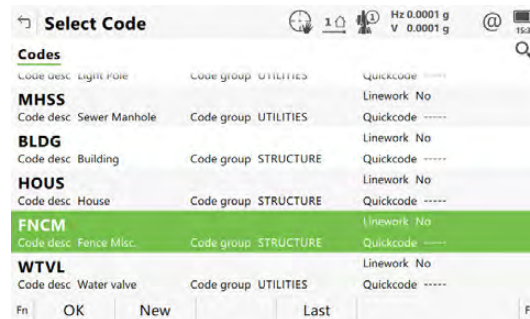 Select Code
1
1
Hz 0.0001 g
V 0.0001 g
@
Codes
Code desc Light Pole Code group UTILITIES Quickcode -----
MHSS Linework No
Code desc Sewer Manhole Code group UTILITIES Quickcode -----
BLDG Linework No
Code desc Building Code group STRUCTURE Quickcode -----
HOUS Linework No
Code desc House Code group STRUCTURE Quickcode -----
FNCM Linework No
Code desc Fence Misc. Code group STRUCTURE Quickcode -----
WTVL Linework No
Code desc Water valve Code group UTILITIES Quickcode -----
Fn OK New Last